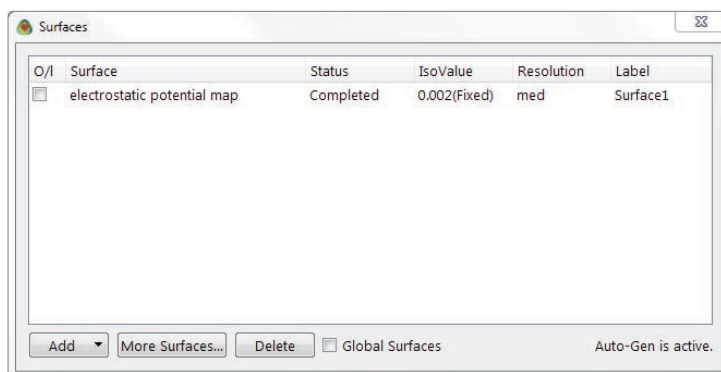 Surfaces
O/I Surface Status IsoValue Resolution Label
electrostatic potential map Completed 0.002(Fixed) med Surface1
Add More Surfaces... Delete Global Surfaces Auto-Gen is active.